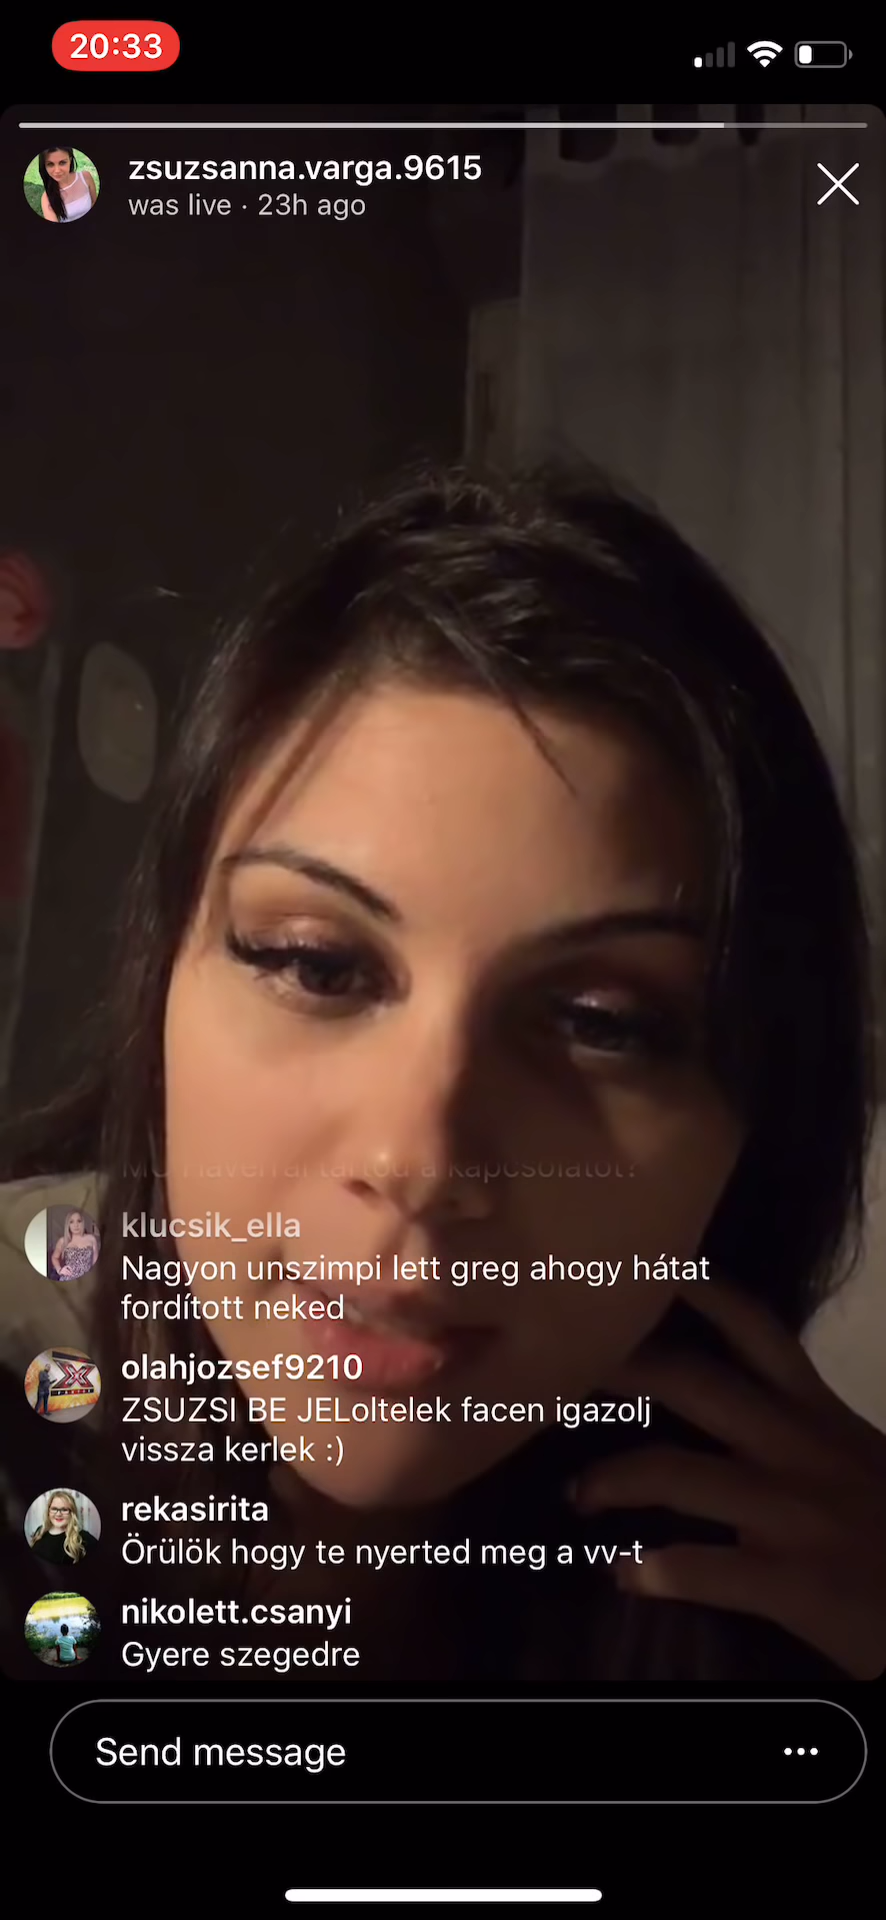 20:33
zsuzsanna.varga.9615
was live · 23h ago
kapcsolatot?
klucsik_ella
Nagyon unszimpi lett greg ahogy hátat
fordított neked
olahjozsef9210
ZSUZSI BE JELoltelek facen igazolj
vissza kerlek :)
rekasirita
Örülök hogy te nyerted meg a vv-t
nikolett.csanyi
Gyere szegedre
Send message